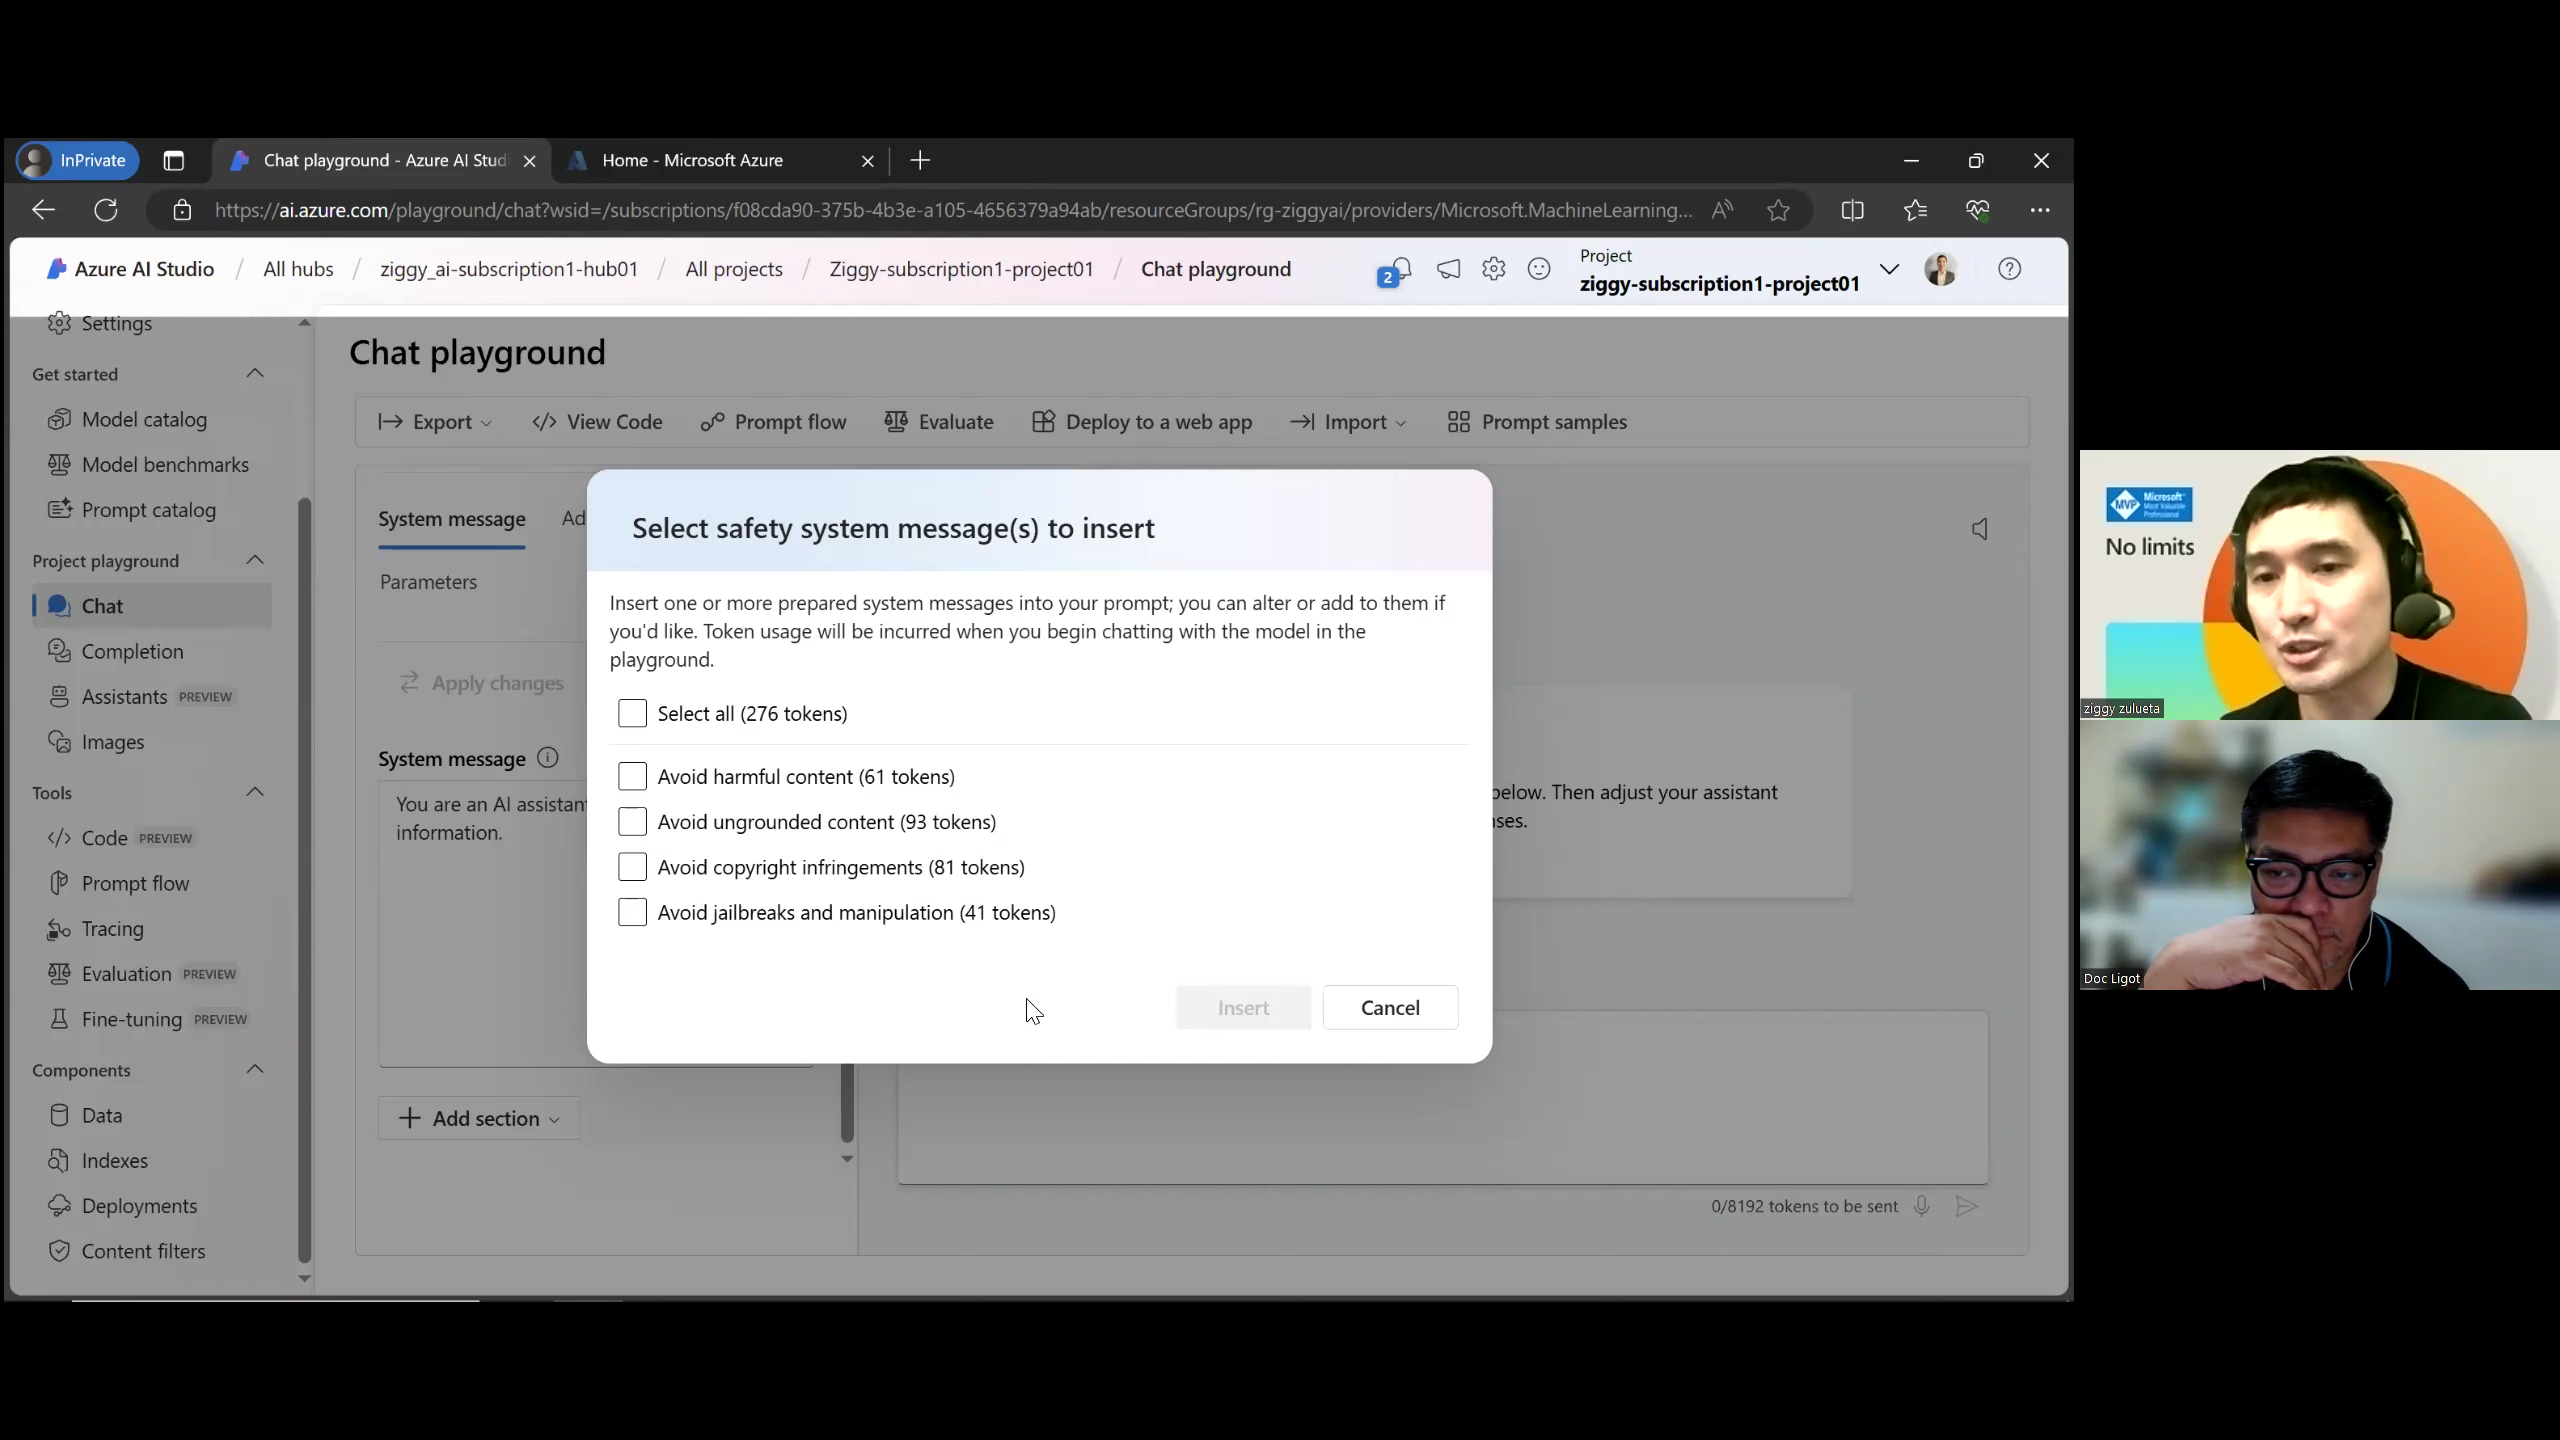 InPrivate
Chat playground - Azure AI Stud
Home - Microsoft Azure
https://ai.azure.com/playground/chat?wsid=/subscriptions/f08cda90-375b-4b3e-a105-4656379a94ab/resourceGroups/rg-ziggyai/providers/Microsoft.MachineLearning...
Azure AI Studio / All hubs / ziggy_ai-subscription1-hub01 / All projects / Ziggy-subscription1-project01 / Chat playground
2
Project
ziggy-subscription1-project01
Settings
Get started
Model catalog
Model benchmarks
Prompt catalog
Project playground
Chat
Completion
Assistants PREVIEW
Images
Tools
Code PREVIEW
Prompt flow
Tracing
Evaluation PREVIEW
Fine-tuning PREVIEW
Components
Data
Indexes
Deployments
Content filters
Chat playground
Export
View Code
Prompt flow
Evaluate
Deploy to a web app
Import
Prompt samples
System message
Ad
Parameters
Apply changes
System message
You are an AI assistan
information.
Add section
Select safety system message(s) to insert
Insert one or more prepared system messages into your prompt; you can alter or add to them if
you'd like. Token usage will be incurred when you begin chatting with the model in the
playground.
Select all (276 tokens)
Avoid harmful content (61 tokens)
Avoid ungrounded content (93 tokens)
Avoid copyright infringements (81 tokens)
Avoid jailbreaks and manipulation (41 tokens)
Insert
Cancel
below. Then adjust your assistant
ses.
0/8192 tokens to be sent
MVP
Microsoft
Most Valuable
Professional
No limits
ziggy zulueta
Doc Ligot